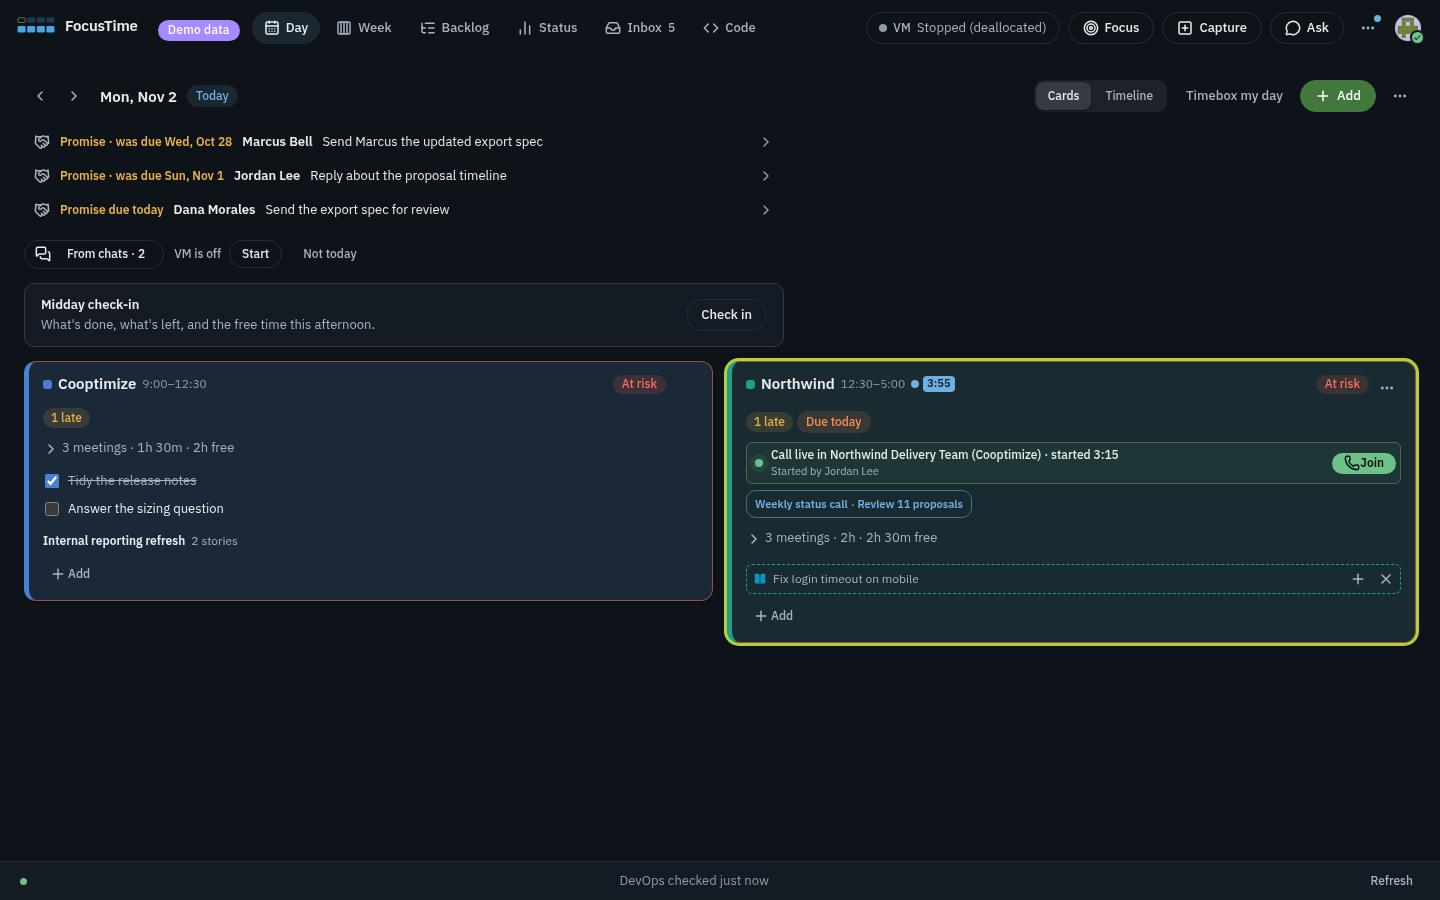 FocusTime
Demo data
Day
Week
Backlog
Status
Inbox 5
Code
VM Stopped (deallocated)
Focus
Capture
Ask
Mon, Nov 2
Today
Cards
Timeline
Timebox my day
Add
Promise · was due Wed, Oct 28 Marcus Bell Send Marcus the updated export spec
Promise · was due Sun, Nov 1 Jordan Lee Reply about the proposal timeline
Promise due today Dana Morales Send the export spec for review
From chats · 2
VM is off
Start
Not today
Midday check-in
What's done, what's left, and the free time this afternoon.
Check in
Cooptimize 9:00–12:30
At risk
1 late
3 meetings · 1h 30m · 2h free
Tidy the release notes
Answer the sizing question
Internal reporting refresh 2 stories
Add
Northwind 12:30–5:00 3:55
At risk
1 late
Due today
Call live in Northwind Delivery Team (Cooptimize) · started 3:15
Started by Jordan Lee
Join
Weekly status call · Review 11 proposals
3 meetings · 2h · 2h 30m free
Fix login timeout on mobile
Add
DevOps checked just now
Refresh